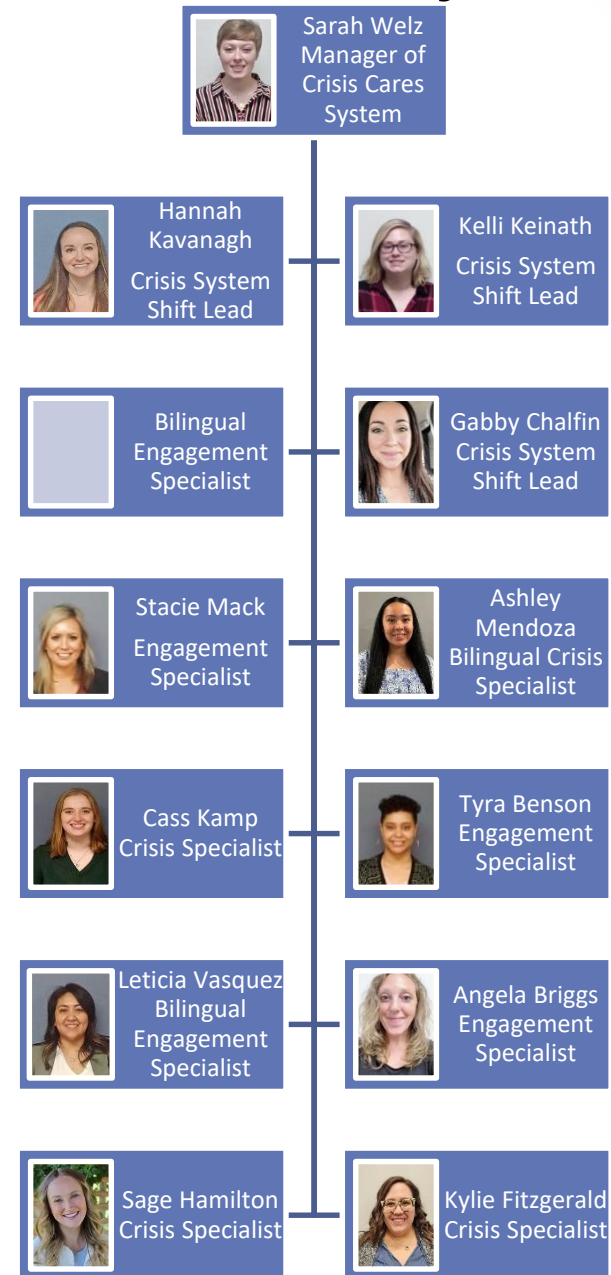 Sarah Welz
Manager of
Crisis Cares
System
Hannah
Kavanagh
Crisis System
Shift Lead
Kelli Keinath
Crisis System
Shift Lead
Bilingual
Engagement
Specialist
Gabby Chalfin
Crisis System
Shift Lead
Stacie Mack
Engagement
Specialist
Ashley
Mendoza
Bilingual Crisis
Specialist
Cass Kamp
Crisis Specialist
Tyra Benson
Engagement
Specialist
Leticia Vasquez
Bilingual
Engagement
Specialist
Angela Briggs
Engagement
Specialist
Sage Hamilton
Crisis Specialist
Kylie Fitzgerald
Crisis Specialist